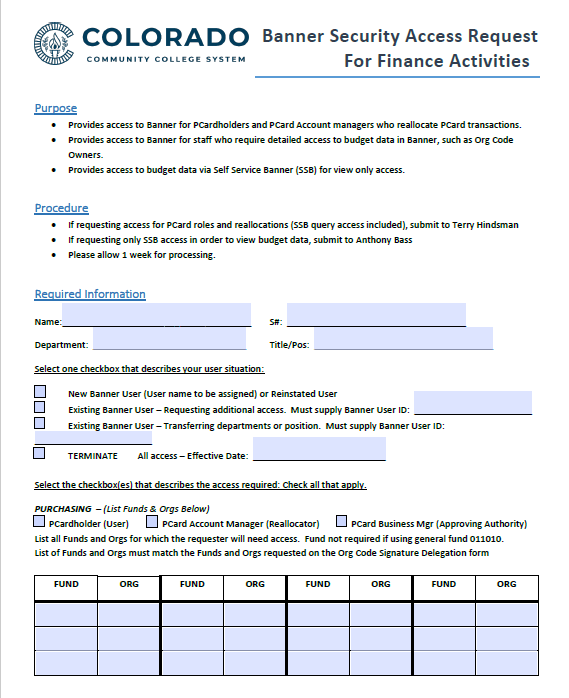 COLORADO
COMMUNITY COLLEGE SYSTEM
Banner Security Access Request
For Finance Activities
Purpose
• Provides access to Banner for PCardholders and PCard Account managers who reallocate PCard transactions.
• Provides access to Banner for staff who require detailed access to budget data in Banner, such as Org Code
Owners.
• Provides access to budget data via Self Service Banner (SSB) for view only access.
Procedure
• If requesting access for PCard roles and reallocations (SSB query access included), submit to Terry Hindsman
• If requesting only SSB access in order to view budget data, submit to Anthony Bass
• Please allow 1 week for processing.
Required Information
Name: S#:
Department: Title/Pos:
Select one checkbox that describes your user situation:
New Banner User (User name to be assigned) or Reinstated User
Existing Banner User – Requesting additional access. Must supply Banner User ID:
Existing Banner User – Transferring departments or position. Must supply Banner User ID:
TERMINATE All access – Effective Date:
Select the checkbox(es) that describes the access required: Check all that apply.
PURCHASING – (List Funds & Orgs Below)
PCardholder (User) PCard Account Manager (Reallocator) PCard Business Mgr (Approving Authority)
List all Funds and Orgs for which the requester will need access. Fund not required if using general fund 011010.
List of Funds and Orgs must match the Funds and Orgs requested on the Org Code Signature Delegation form
FUND ORG FUND ORG FUND ORG FUND ORG